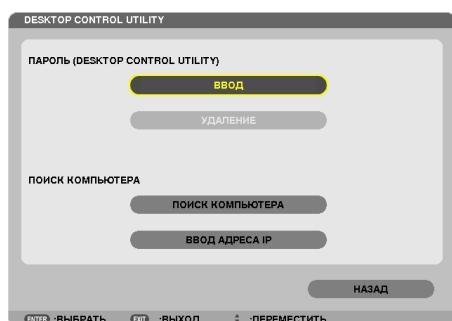 DESKTOP CONTROL UTILITY
ПАРОЛЬ (DESKTOP CONTROL UTILITY)
ВВОД
УДАЛЕНИЕ
ПОИСК КОМПЬЮТЕРА
ПОИСК КОМПЬЮТЕРА
ВВОД АДРЕСА IP
НАЗАД
ENTER :ВЫБРАТЬ EXIT :ВЫХОД :ПЕРЕМЕСТИТЬ